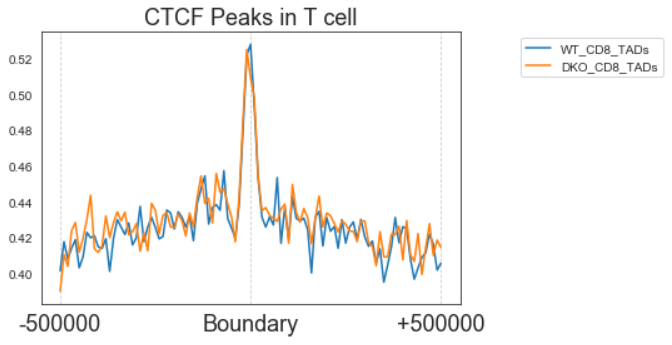 CTCF Peaks in T cell
WT_CD8_TADs
DKO_CD8_TADs
0.52
0.50
0.48
0.46
0.44
0.42
0.40
-500000 Boundary +500000